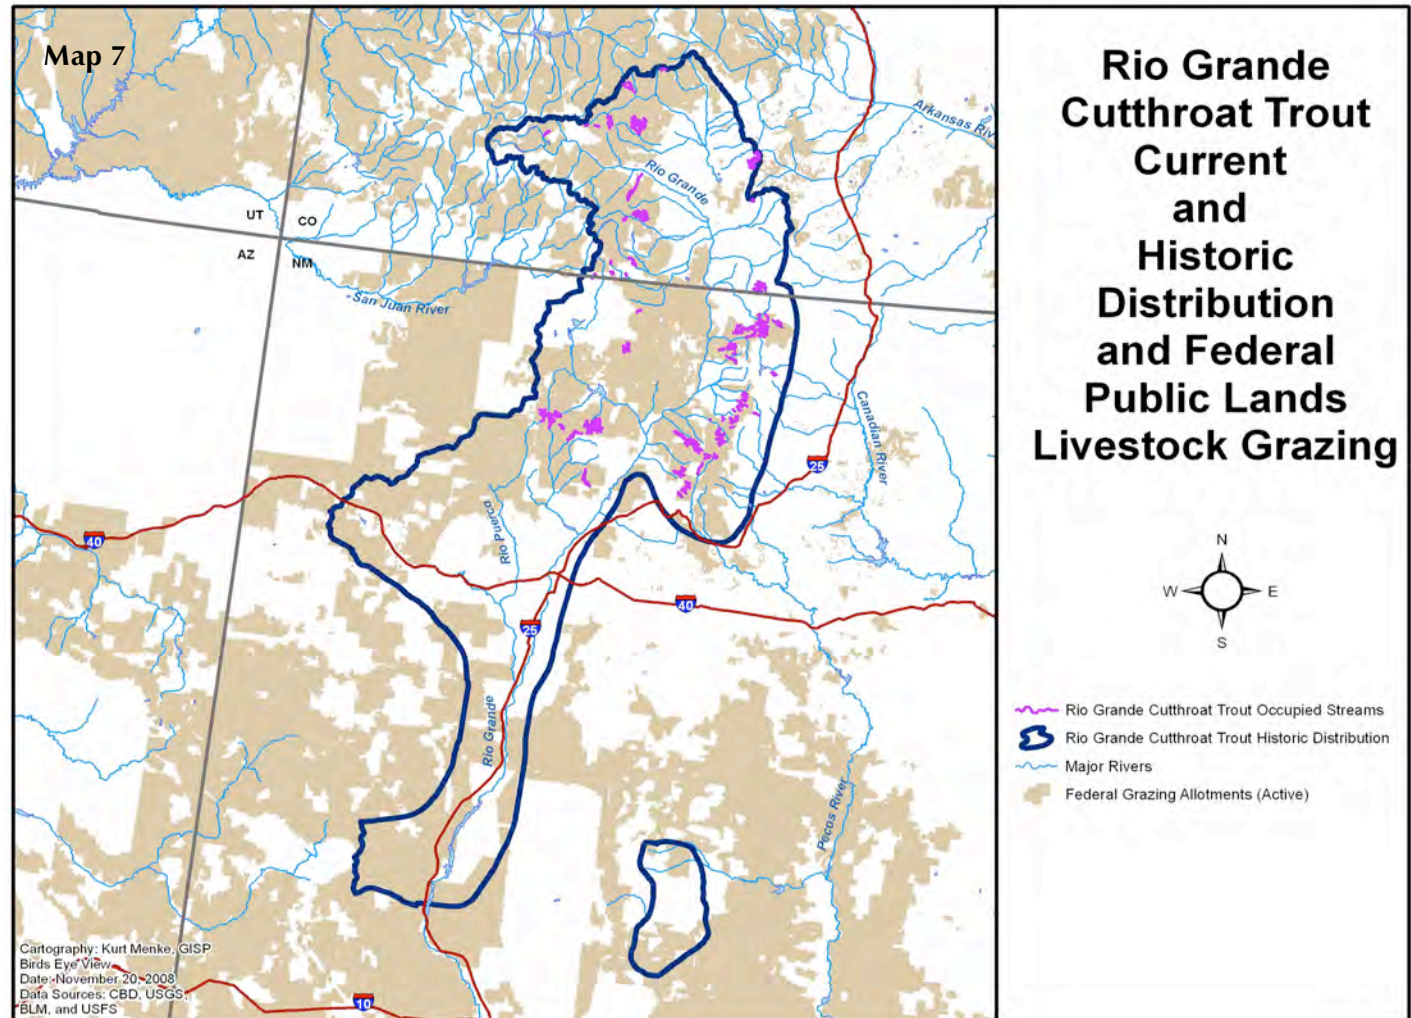 Map 7
Rio Grande
Cutthroat Trout
Current
and
Historic
Distribution
and Federal
Public Lands
Livestock Grazing
Arkansas Riv
Rio Grande
UT
CO
AZ
NM
San Juan River
Canadian River
25
40
Rio Puerco
40
25
Rio Grande
Pecos River
10
N
W
E
S
Rio Grande Cutthroat Trout Occupied Streams
Rio Grande Cutthroat Trout Historic Distribution
Major Rivers
Federal Grazing Allotments (Active)
Cartography: Kurt Menke, GISP
Birds Eye View
Date: November 20, 2008
Data Sources: CBD, USGS,
BLM, and USFS